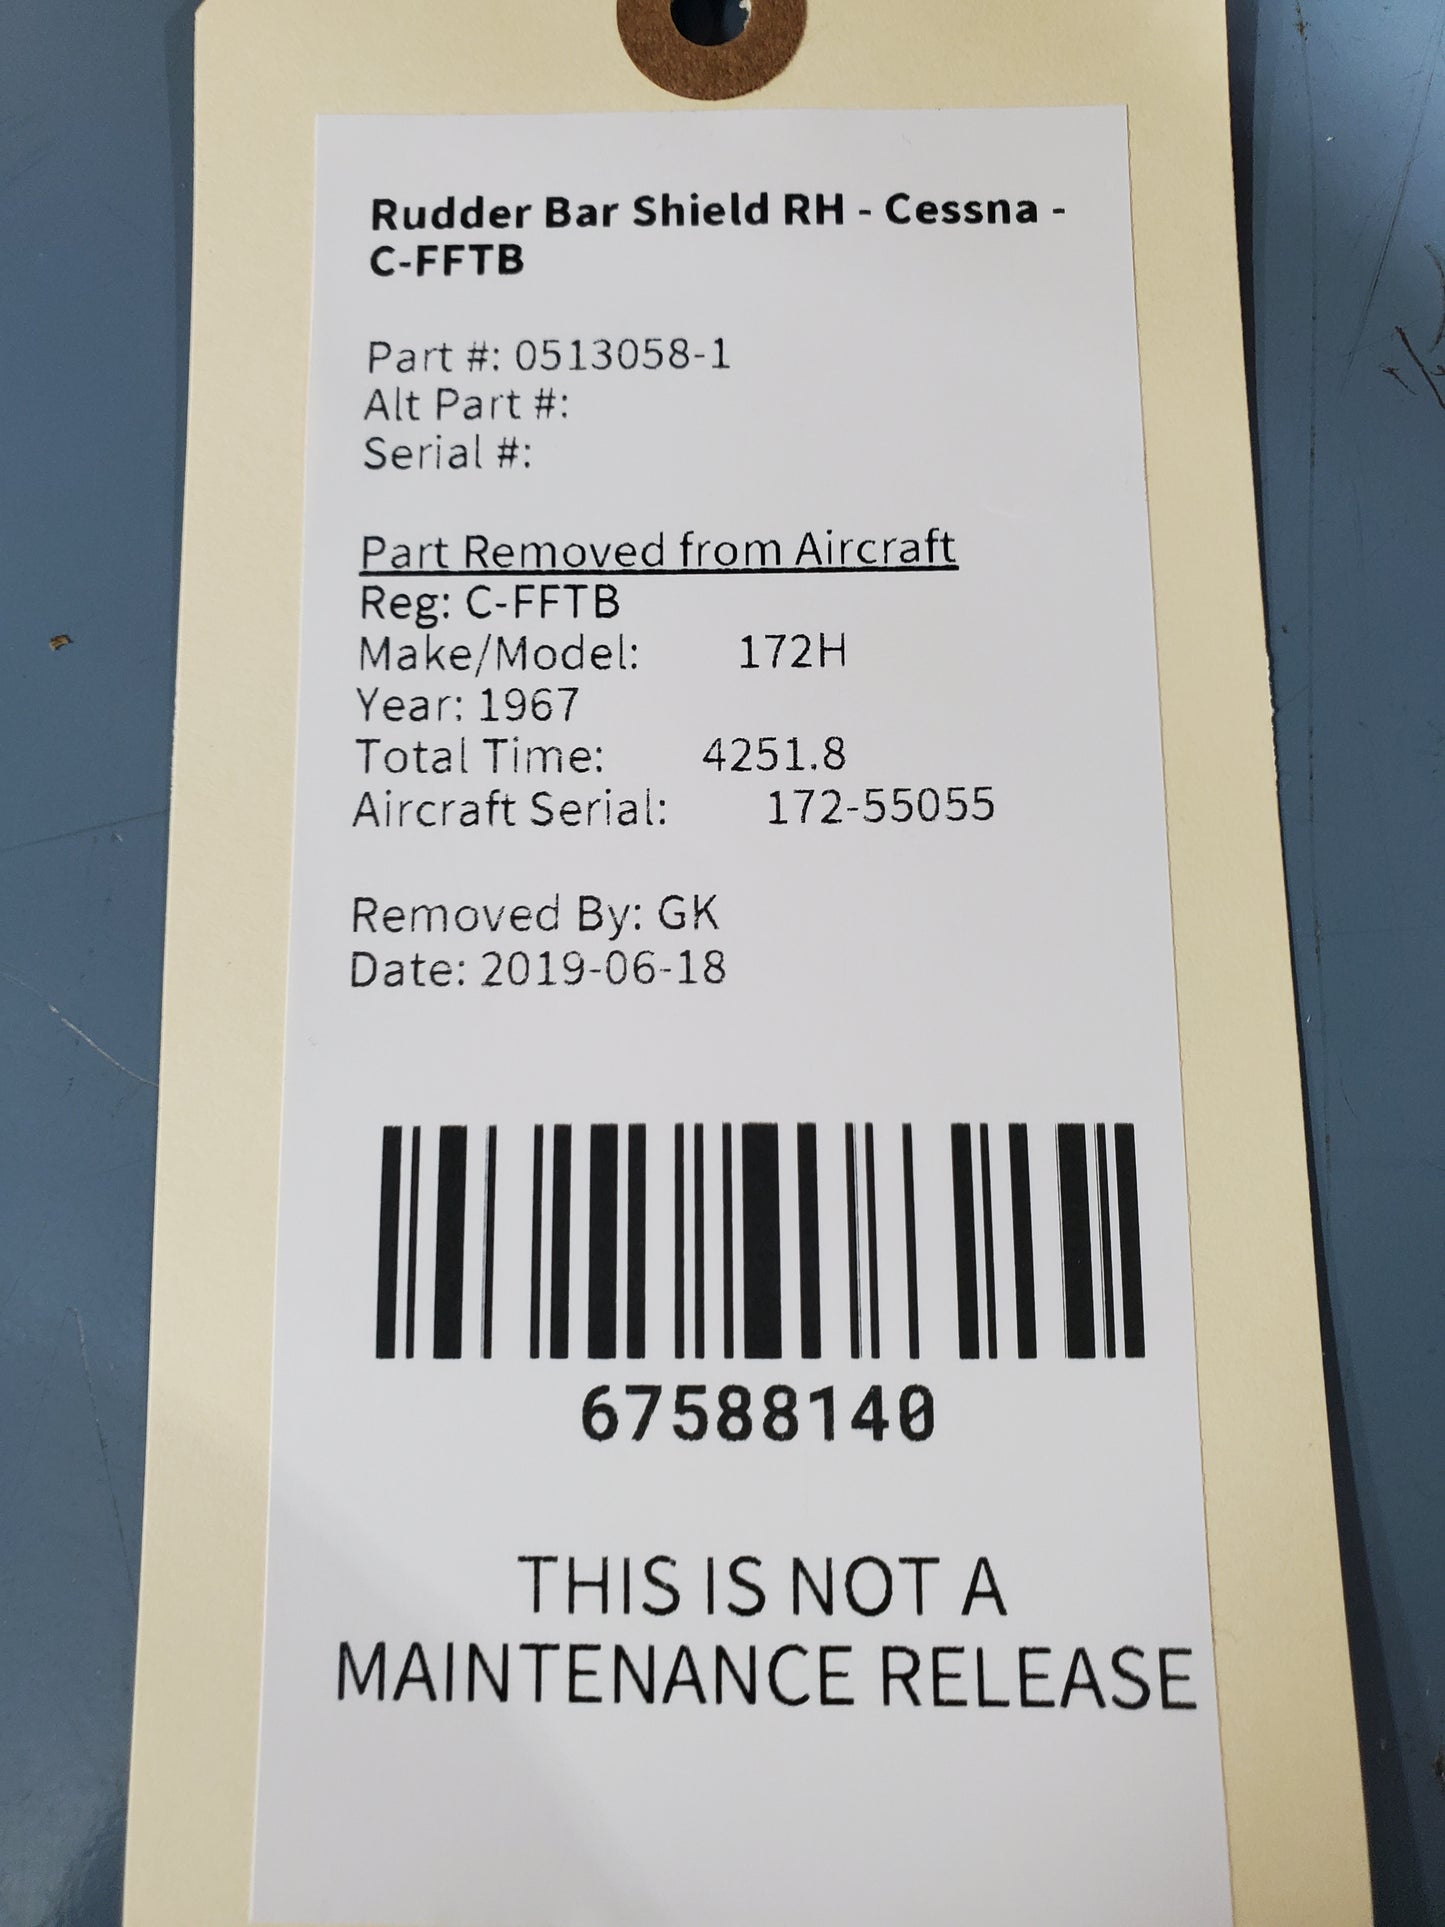 Rudder Bar Shield RH - Cessna -
C-FFTB
Part #: 0513058-1
Alt Part #:
Serial #:
Part Removed from Aircraft
Reg: C-FFTB
Make/Model: 172H
Year: 1967
Total Time: 4251.8
Aircraft Serial: 172-55055
Removed By: GK
Date: 2019-06-18
67588140
THIS IS NOT A
MAINTENANCE RELEASE